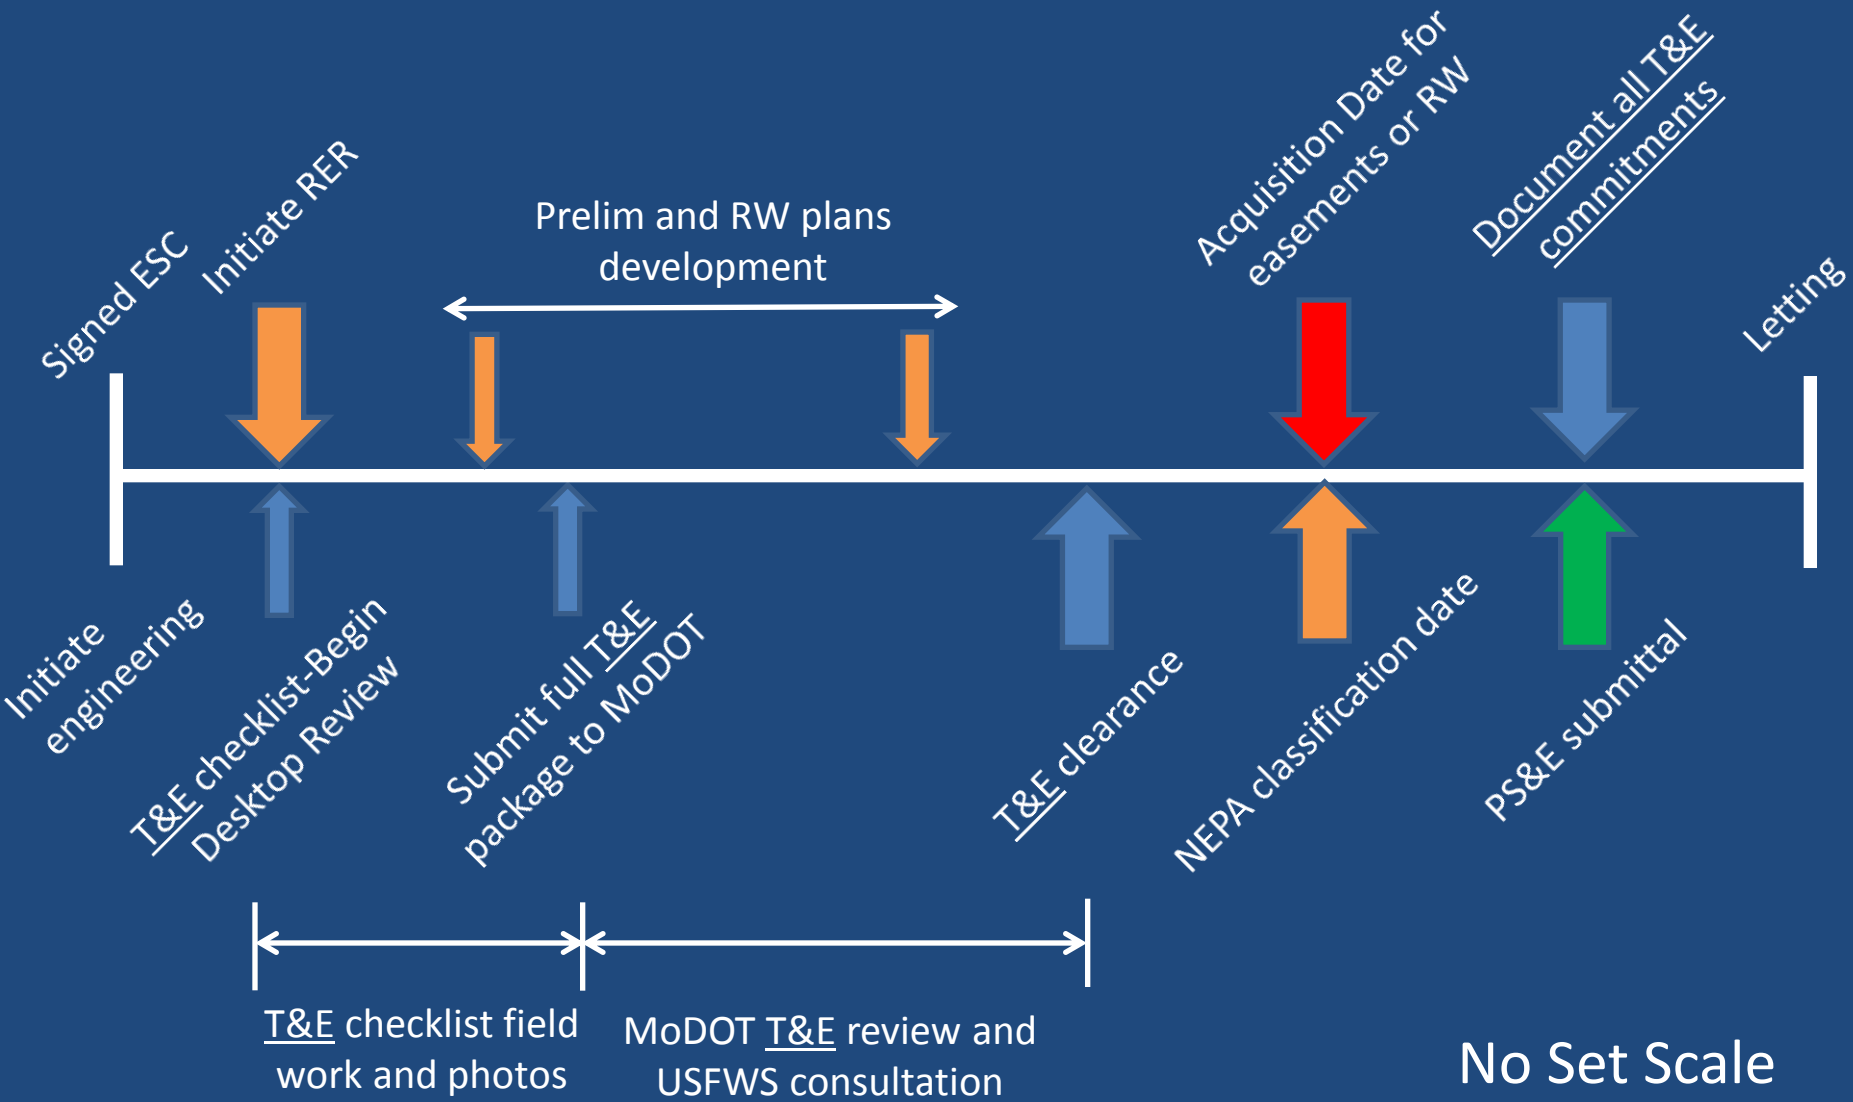 Signed ESC
Initiate RER
Prelim and RW plans
development
Acquisition Date for
easements or RW
Document all T&E
commitments
Letting
Initiate
engineering
T&E checklist-Begin
Desktop Review
Submit full T&E
package to MoDOT
T&E clearance
NEPA classification date
PS&E submittal
T&E checklist field
work and photos
MoDOT T&E review and
USFWS consultation
No Set Scale